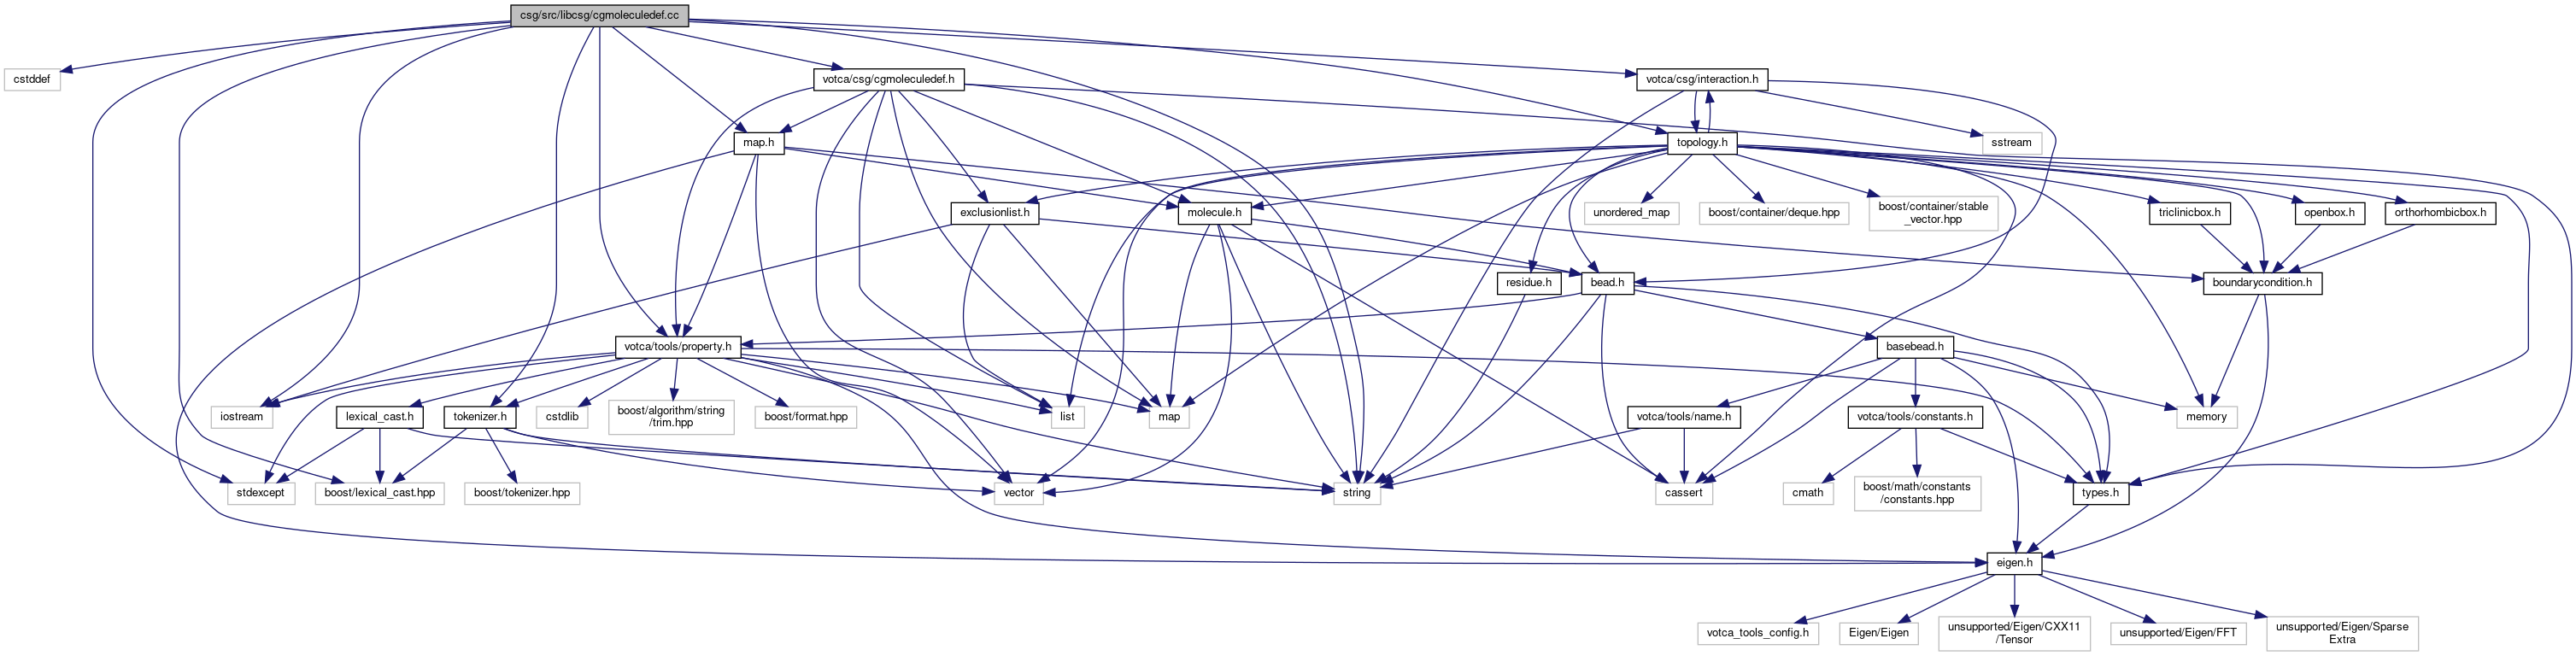 csg/src/libcsg/cgmoleculedef.cc
cstddef
votca/csg/cgmoleculedef.h
votca/csg/interaction.h
map.h
topology.h
sstream
exclusionlist.h
molecule.h
unordered_map
boost/container/deque.hpp
boost/container/stable
_vector.hpp
triclinicbox.h
openbox.h
orthorhombicbox.h
residue.h
bead.h
boundarycondition.h
votca/tools/property.h
basebead.h
iostream
lexical_cast.h
tokenizer.h
cstdlib
boost/algorithm/string
/trim.hpp
boost/format.hpp
list
map
votca/tools/name.h
votca/tools/constants.h
memory
stdexcept
boost/lexical_cast.hpp
boost/tokenizer.hpp
vector
string
cassert
cmath
boost/math/constants
/constants.hpp
types.h
eigen.h
votca_tools_config.h
Eigen/Eigen
unsupported/Eigen/CXX11
/Tensor
unsupported/Eigen/FFT
unsupported/Eigen/Sparse
Extra